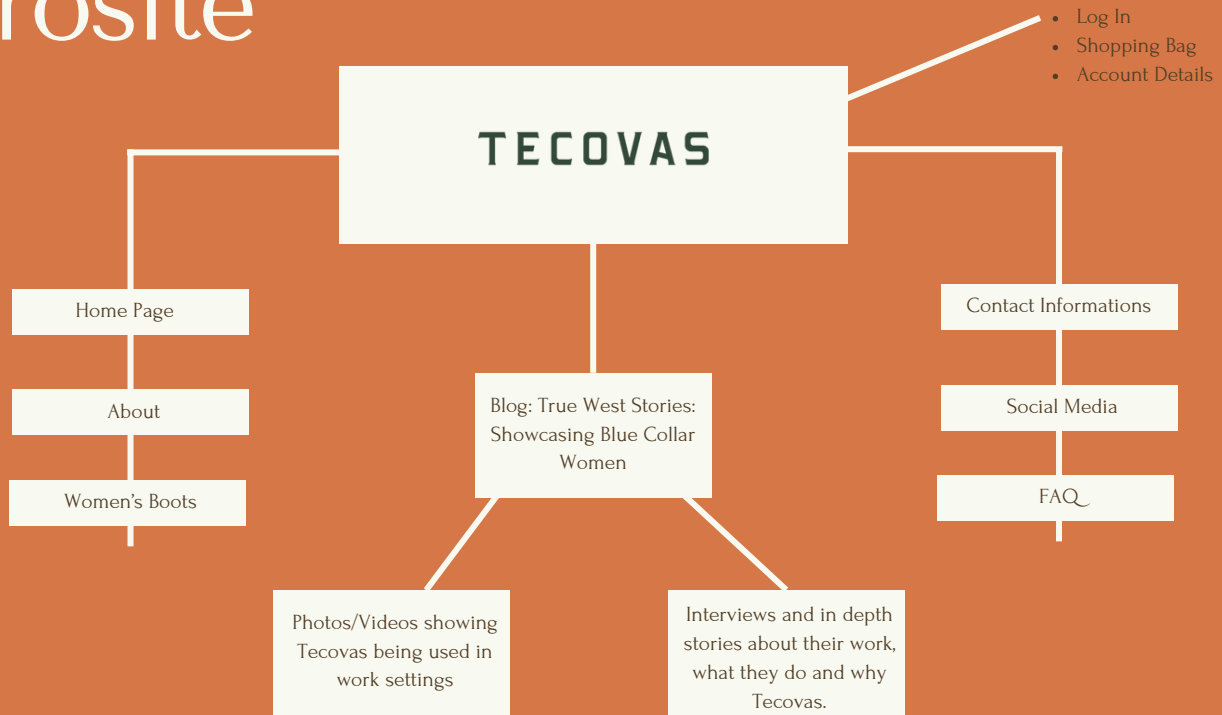 rosite
• Log In
• Shopping Bag
• Account Details
TECOVAS
Home Page
About
Women’s Boots
Blog: True West Stories:
Showcasing Blue Collar
Women
Contact Informations
Social Media
FAQ
Photos/Videos showing
Tecovas being used in
work settings
Interviews and in depth
stories about their work,
what they do and why
Tecovas.